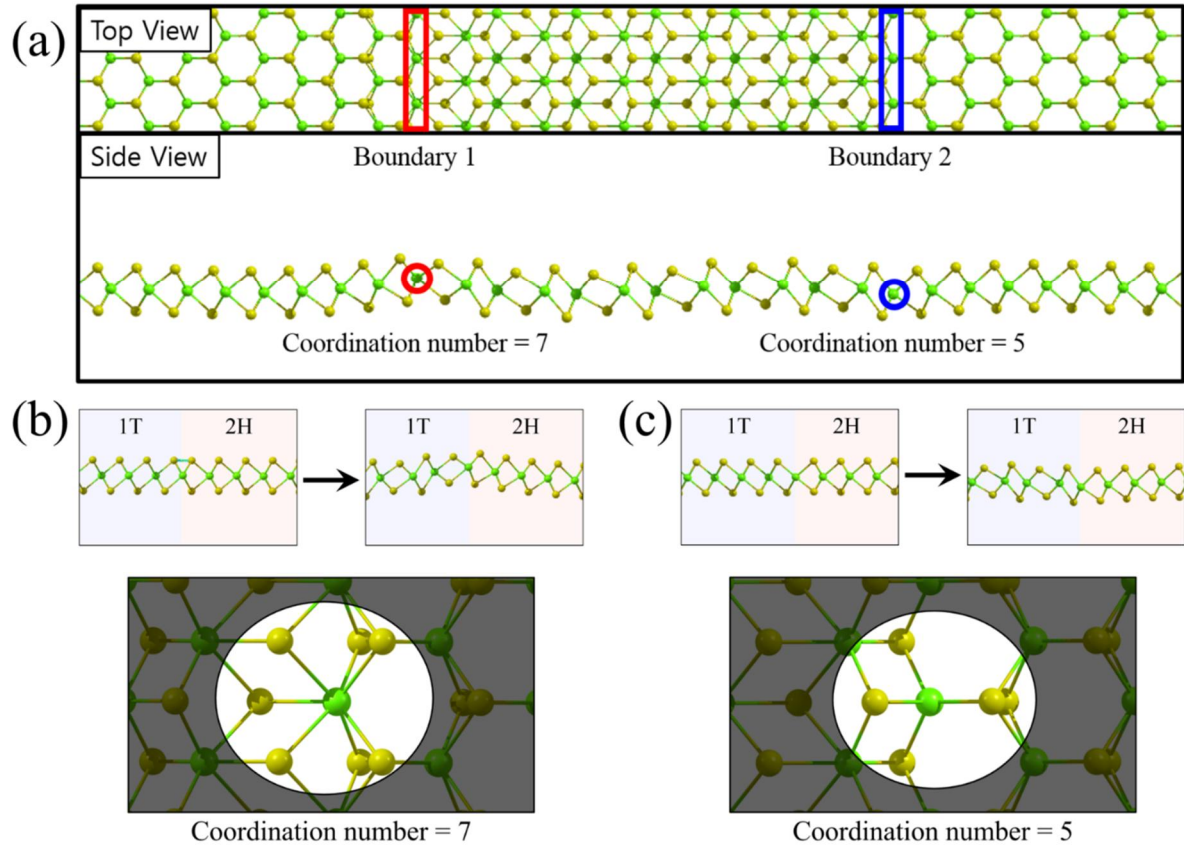 (a)
Top View
Boundary 1
Boundary 2
Side View
Coordination number = 7
Coordination number = 5
(b)
1T
2H
1T
2H
(c)
1T
2H
1T
2H
Coordination number = 7
Coordination number = 5